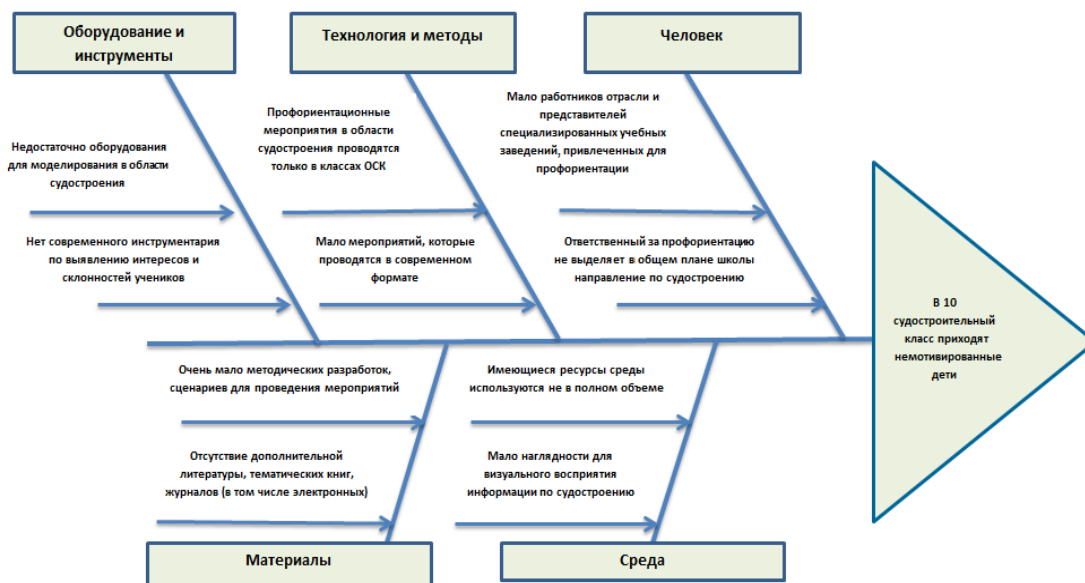 Оборудование и
инструменты
Технология и методы
Человек
Недостаточно оборудования
для моделирования в области
судостроения
Нет современного инструментария
по выявлению интересов и
склонностей учеников
Профориентационные
мероприятия в области
судостроения проводятся
только в классах ОСК
Мало мероприятий, которые
проводятся в современном
формате
Мало работников отрасли и
представителей
специализированных учебных
заведений, привлеченных для
профориентации
Ответственный за профориентацию
не выделяет в общем плане школы
направление по судостроению
В 10
судостроительный
класс приходят
немотивированные
дети
Очень мало методических разработок,
сценариев для проведения мероприятий
Отсутствие дополнительной
литературы, тематических книг,
журналов (в том числе электронных)
Имеющиеся ресурсы среды
используются не в полном объеме
Мало наглядности для
визуального восприятия
информации по судостроению
Материалы
Среда